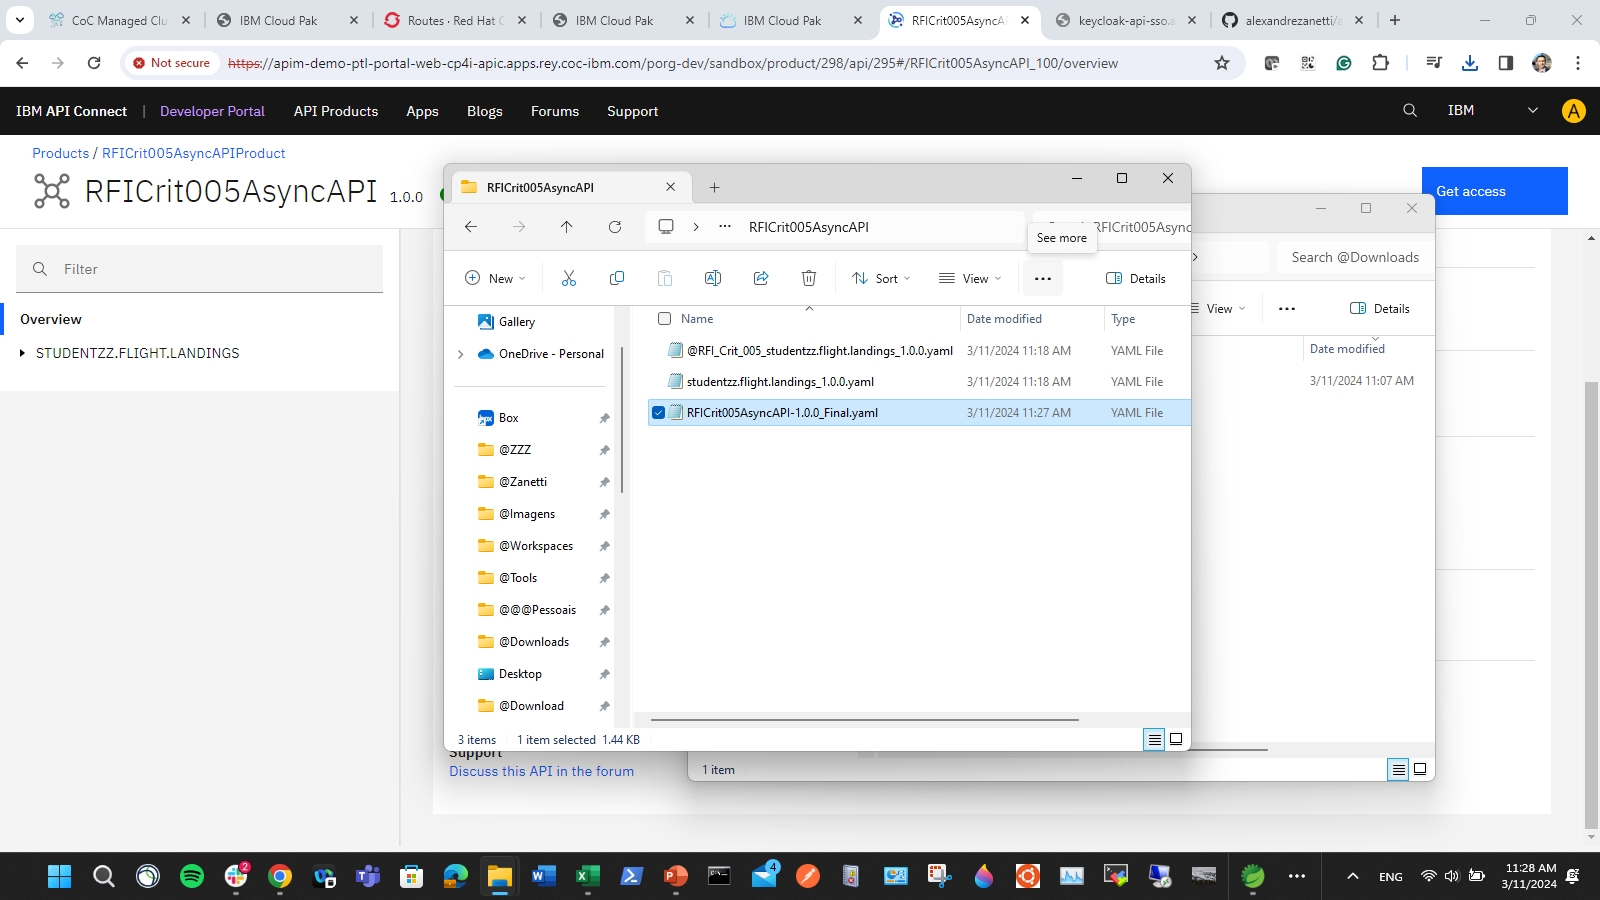 CoC Managed Clu
IBM Cloud Pak
Routes · Red Hat O
IBM Cloud Pak
IBM Cloud Pak
RFICrit005AsyncA
keycloak-api-sso.a
alexandrezanetti/a
Not secure
https://apim-demo-ptl-portal-web-cp4i-apic.apps.rey.coc-ibm.com/porg-dev/sandbox/product/298/api/295#/RFICrit005AsyncAPI_100/overview
IBM API Connect | Developer Portal API Products Apps Blogs Forums Support
IBM
A
Products / RFICrit005AsyncAPIProduct
RFICrit005AsyncAPI 1.0.0
Get access
Filter
Overview
STUDENTZZ.FLIGHT.LANDINGS
RFICrit005AsyncAPI
RFICrit005AsyncAPI
RFICrit005Async
See more
New
Sort
View
Details
Gallery
OneDrive - Personal
Box
@ZZZ
@Zanetti
@Imagens
@Workspaces
@Tools
@@@Pessoais
@Downloads
Desktop
@Download
Name Date modified Type
@RFI_Crit_005_studentzz.flight.landings_1.0.0.yaml 3/11/2024 11:18 AM YAML File
studentzz.flight.landings_1.0.0.yaml 3/11/2024 11:18 AM YAML File
RFICrit005AsyncAPI-1.0.0_Final.yaml 3/11/2024 11:27 AM YAML File
3 items 1 item selected 1.44 KB
Search @Downloads
View
Details
Date modified
3/11/2024 11:07 AM
1 item
Support
Discuss this API in the forum
2
4
ENG
11:28 AM
3/11/2024